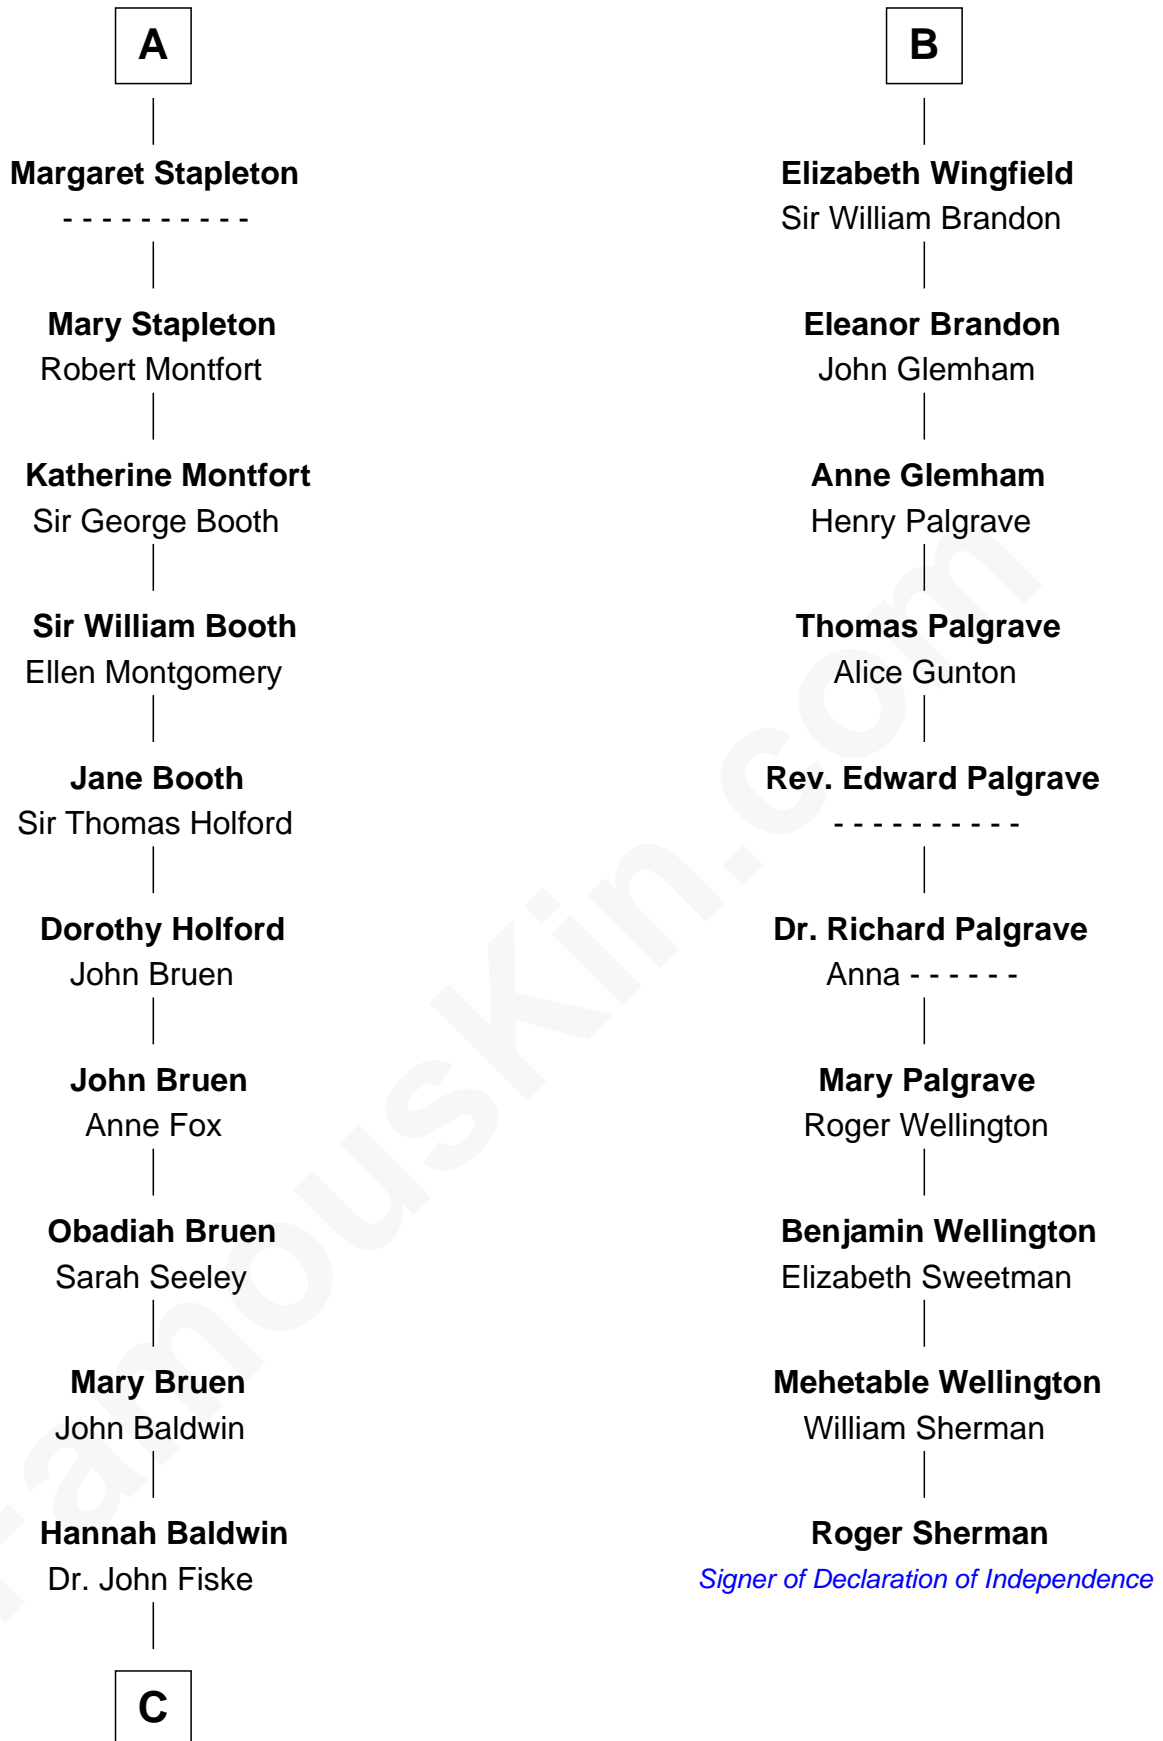 A
Margaret Stapleton
- - - - - - - - - -
Mary Stapleton
Robert Montfort
Katherine Montfort
Sir George Booth
Sir William Booth
Ellen Montgomery
Jane Booth
Sir Thomas Holford
Dorothy Holford
John Bruen
John Bruen
Anne Fox
Obadiah Bruen
Sarah Seeley
Mary Bruen
John Baldwin
Hannah Baldwin
Dr. John Fiske
C
B
Elizabeth Wingfield
Sir William Brandon
Eleanor Brandon
John Glemham
Anne Glemham
Henry Palgrave
Thomas Palgrave
Alice Gunton
Rev. Edward Palgrave
- - - - - - - - - -
Dr. Richard Palgrave
Anna - - - - - -
Mary Palgrave
Roger Wellington
Benjamin Wellington
Elizabeth Sweetman
Mehetable Wellington
William Sherman
Roger Sherman
Signer of Declaration of Independence
FamousKin.com